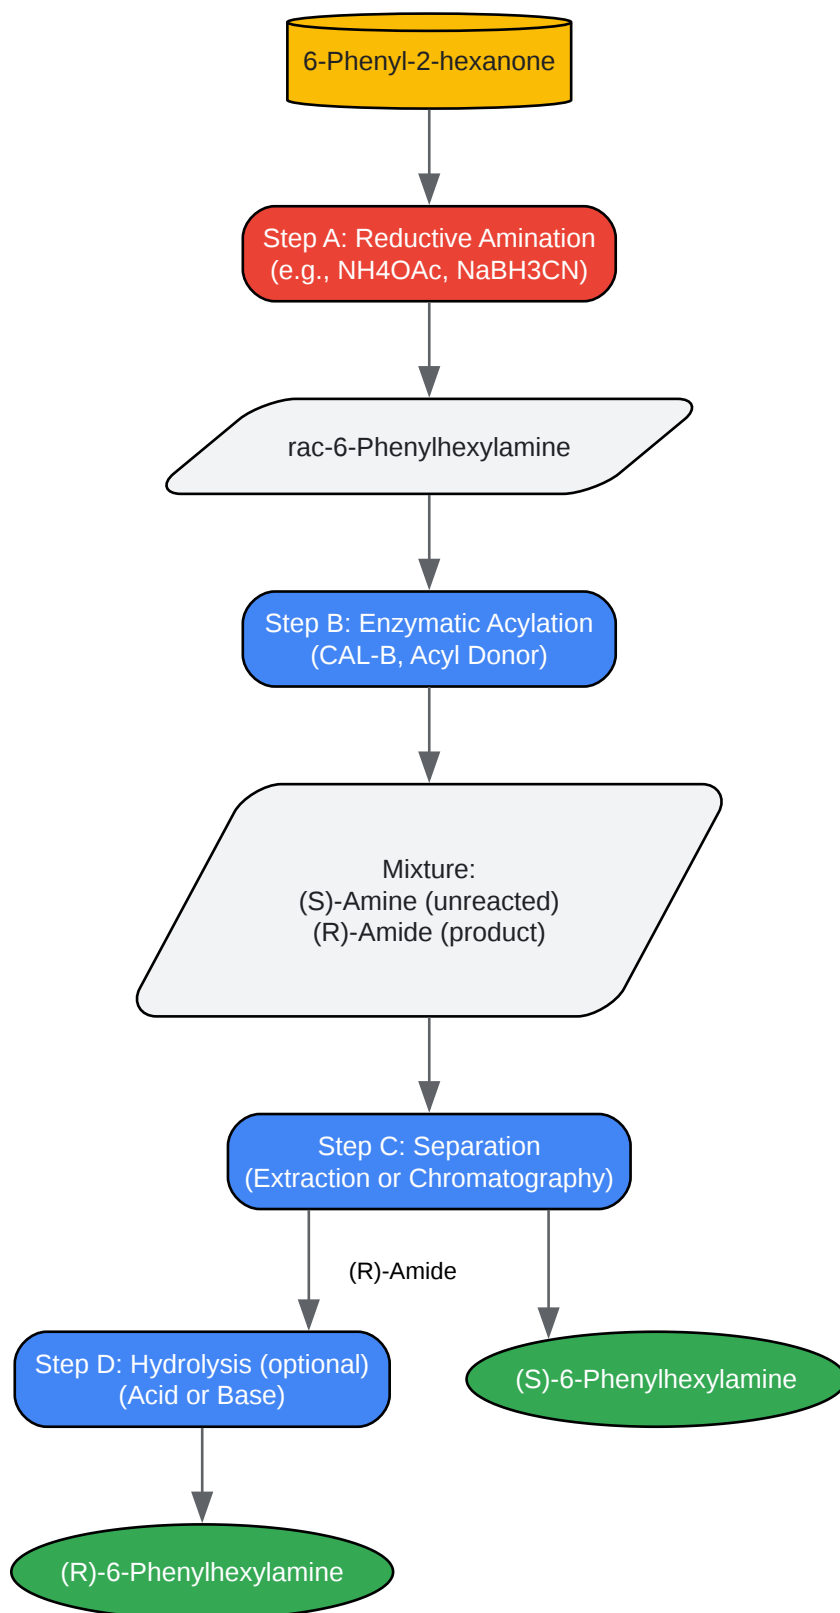 6-Phenyl-2-hexanone
Step A: Reductive Amination
(e.g., NH4OAc, NaBH3CN)
rac-6-Phenylhexylamine
Step B: Enzymatic Acylation
(CAL-B, Acyl Donor)
Mixture:
(S)-Amine (unreacted)
(R)-Amide (product)
Step C: Separation
(Extraction or Chromatography)
(R)-Amide
Step D: Hydrolysis (optional)
(Acid or Base)
(S)-6-Phenylhexylamine
(R)-6-Phenylhexylamine